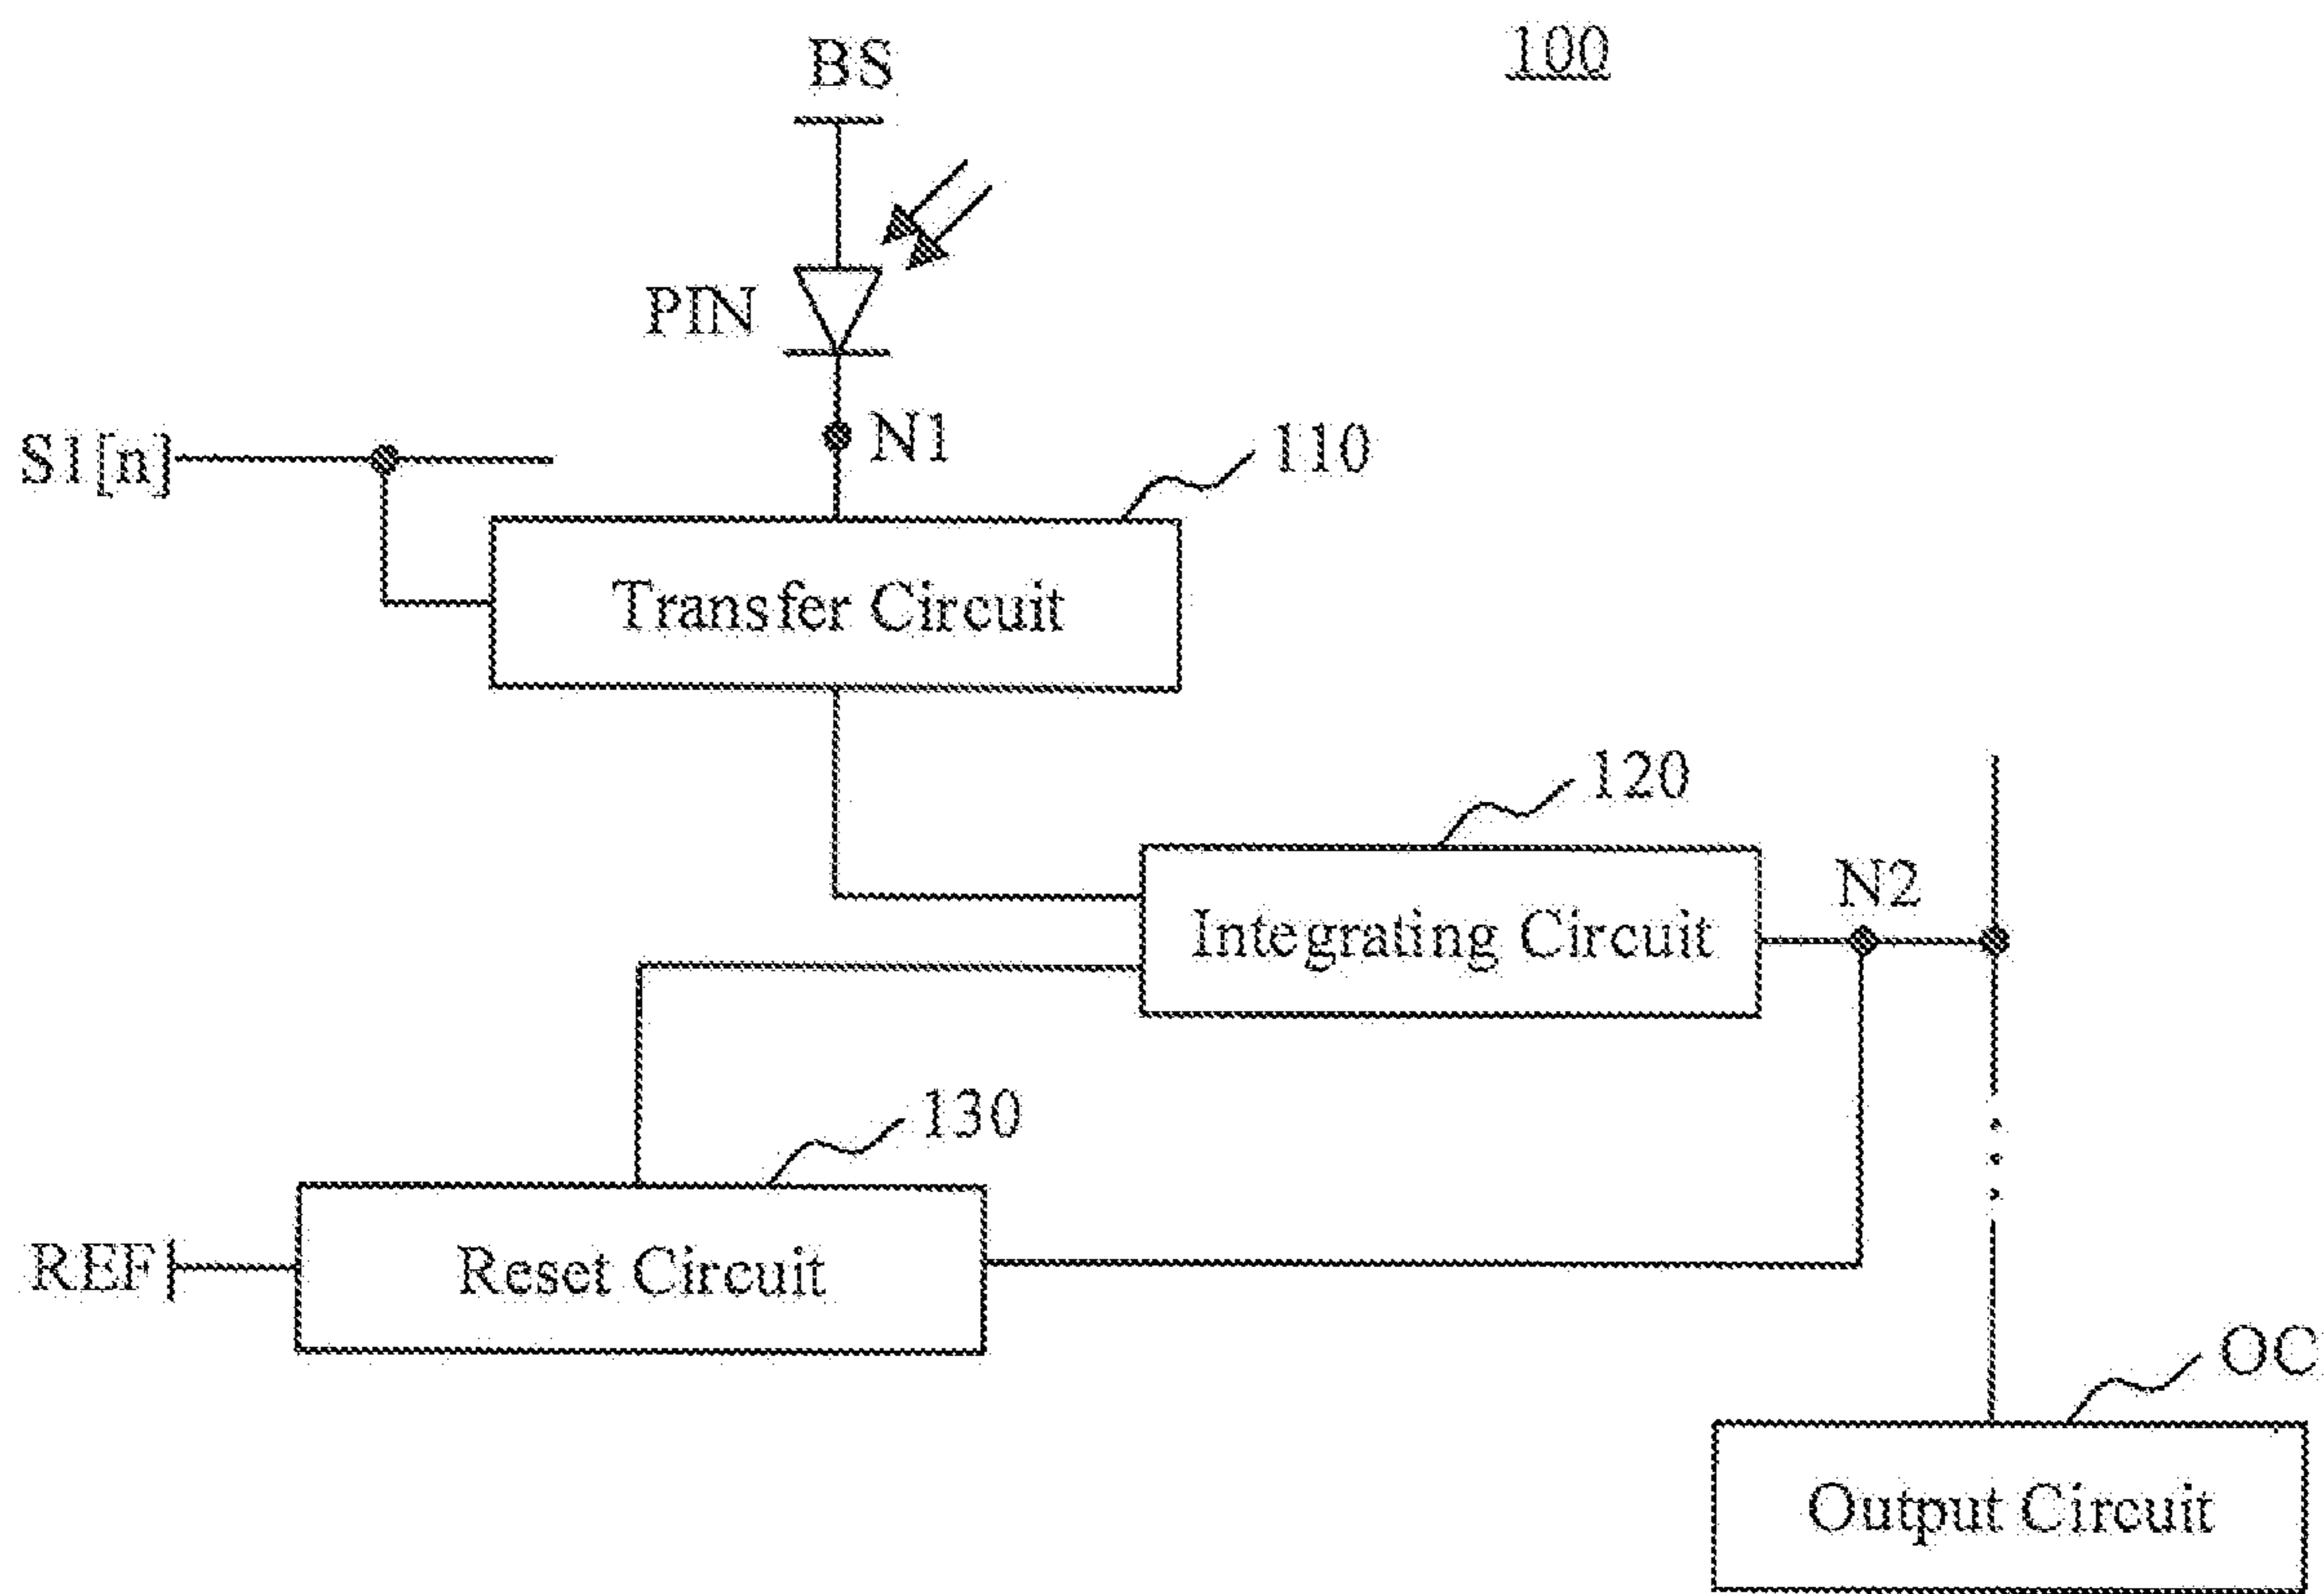 100
BS
PIN
N1
S1[n]
110
Transfer Circuit
120
N2
Integrating Circuit
130
REF
Reset Circuit
OC
Output Circuit